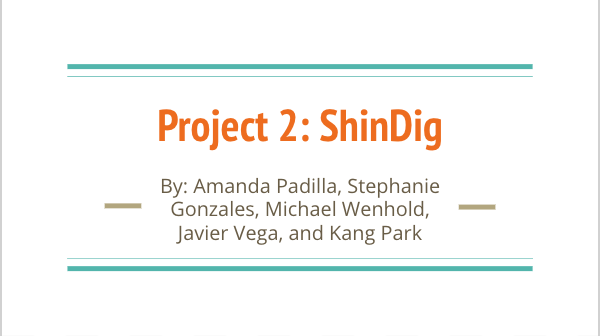 Project 2: ShinDig
By: Amanda Padilla, Stephanie
Gonzales, Michael Wenhold,
Javier Vega, and Kang Park